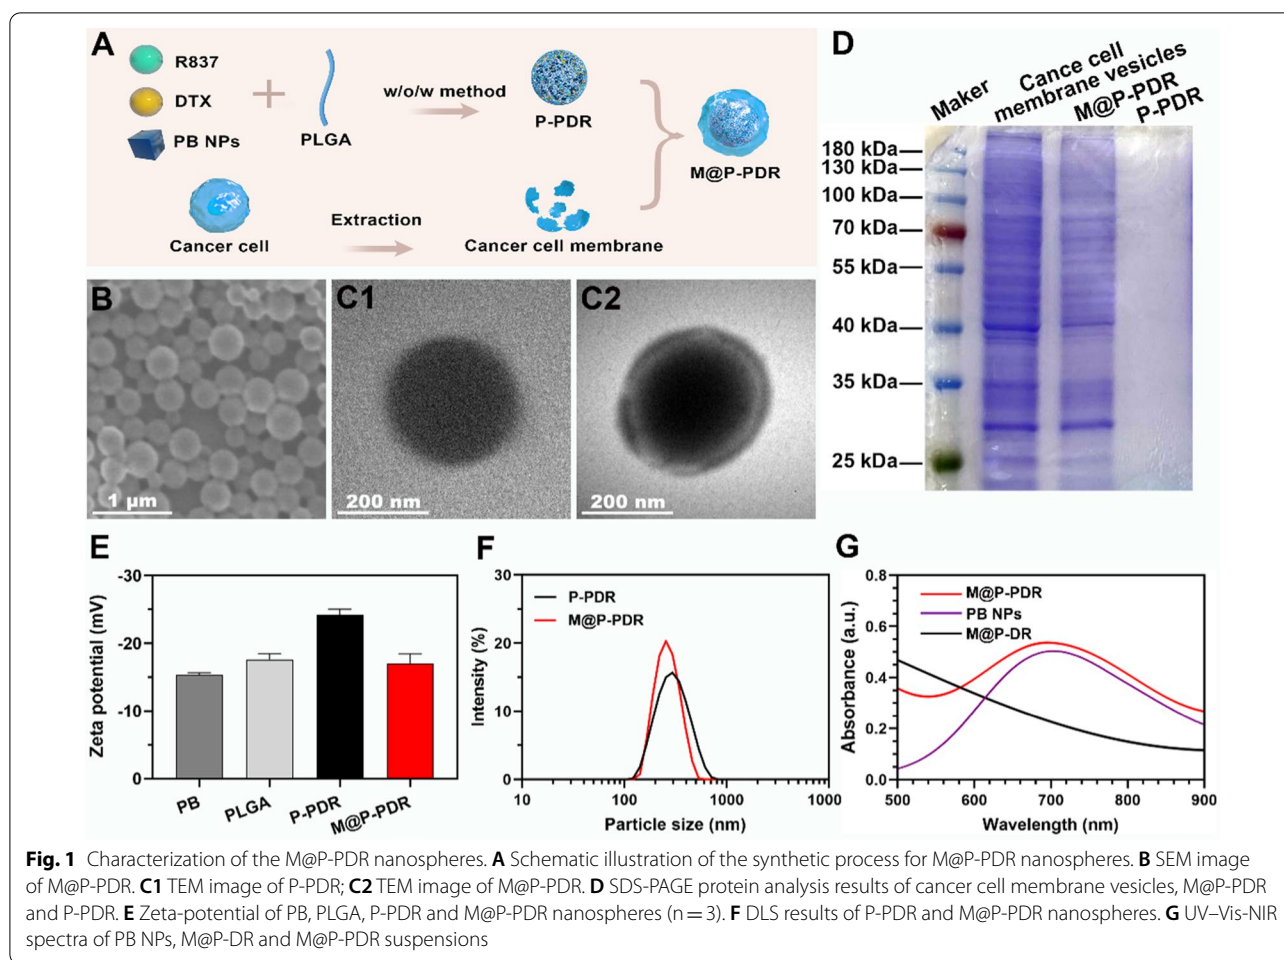 A
R837
DTX
PB NPs
PLGA
w/o/w method
P-PDR
M@P-PDR
Cancer cell
Extraction
Cancer cell membrane
B
1 µm
C1
200 nm
C2
200 nm
D
Maker
Cance cell
membrane vesicles
M@P-PDR
P-PDR
180 kDa
130 kDa
100 kDa
70 kDa
55 kDa
40 kDa
35 kDa
25 kDa
E
Zeta potential (mV)
-30
-20
-10
0
PB
PLGA
P-PDR
M@P-PDR
F
Intensity (%)
30
20
10
0
P-PDR
M@P-PDR
10
100
1000
1000
Particle size (nm)
G
Absorbance (a.u.)
0.8
0.6
0.4
0.2
0.0
M@P-PDR
PB NPs
M@P-DR
500
600
700
800
900
Wavelength (nm)
Fig. 1 Characterization of the M@P-PDR nanospheres. A Schematic illustration of the synthetic process for M@P-PDR nanospheres. B SEM image
of M@P-PDR. C1 TEM image of P-PDR; C2 TEM image of M@P-PDR. D SDS-PAGE protein analysis results of cancer cell membrane vesicles, M@P-PDR
and P-PDR. E Zeta-potential of PB, PLGA, P-PDR and M@P-PDR nanospheres (n = 3). F DLS results of P-PDR and M@P-PDR nanospheres. G UV–Vis-NIR
spectra of PB NPs, M@P-DR and M@P-PDR suspensions